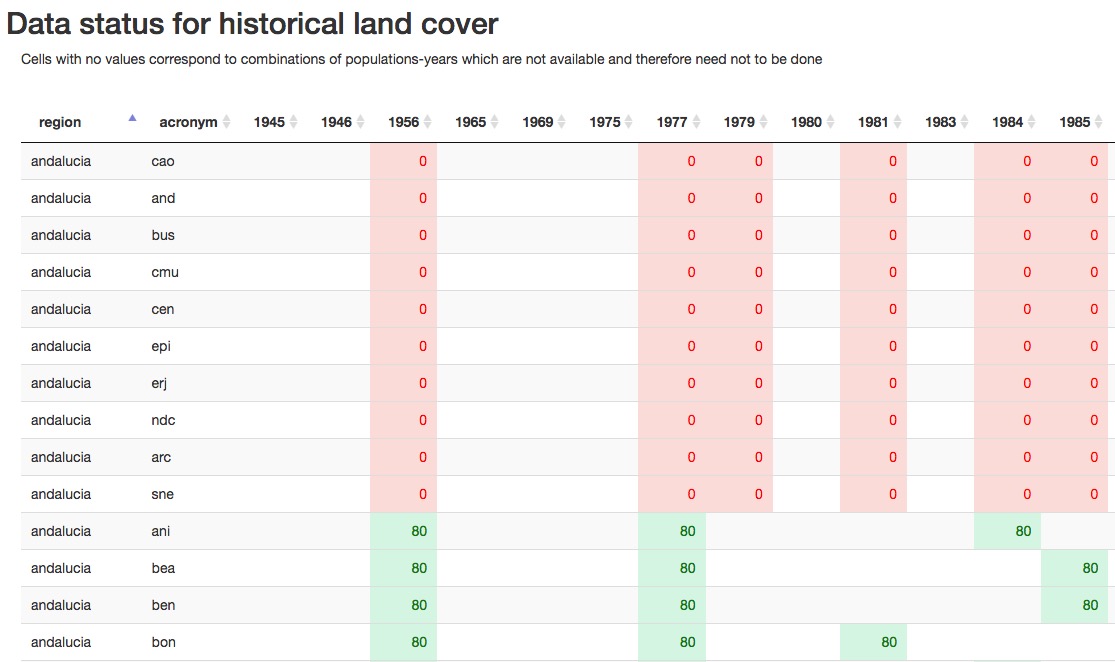 Data status for historical land cover
Cells with no values correspond to combinations of populations-years which are not available and therefore need not to be done
region acronym 1945 1946 1956 1965 1969 1975 1977 1979 1980 1981 1983 1984 1985
andalucia cao 0 0 0 0 0 0
andalucia and 0 0 0 0 0 0
andalucia bus 0 0 0 0 0 0
andalucia cmu 0 0 0 0 0 0
andalucia cen 0 0 0 0 0 0
andalucia epi 0 0 0 0 0 0
andalucia erj 0 0 0 0 0 0
andalucia ndc 0 0 0 0 0 0
andalucia arc 0 0 0 0 0 0
andalucia sne 0 0 0 0 0 0
andalucia ani 80 80 80
andalucia bea 80 80 80
andalucia ben 80 80 80
andalucia bon 80 80 80